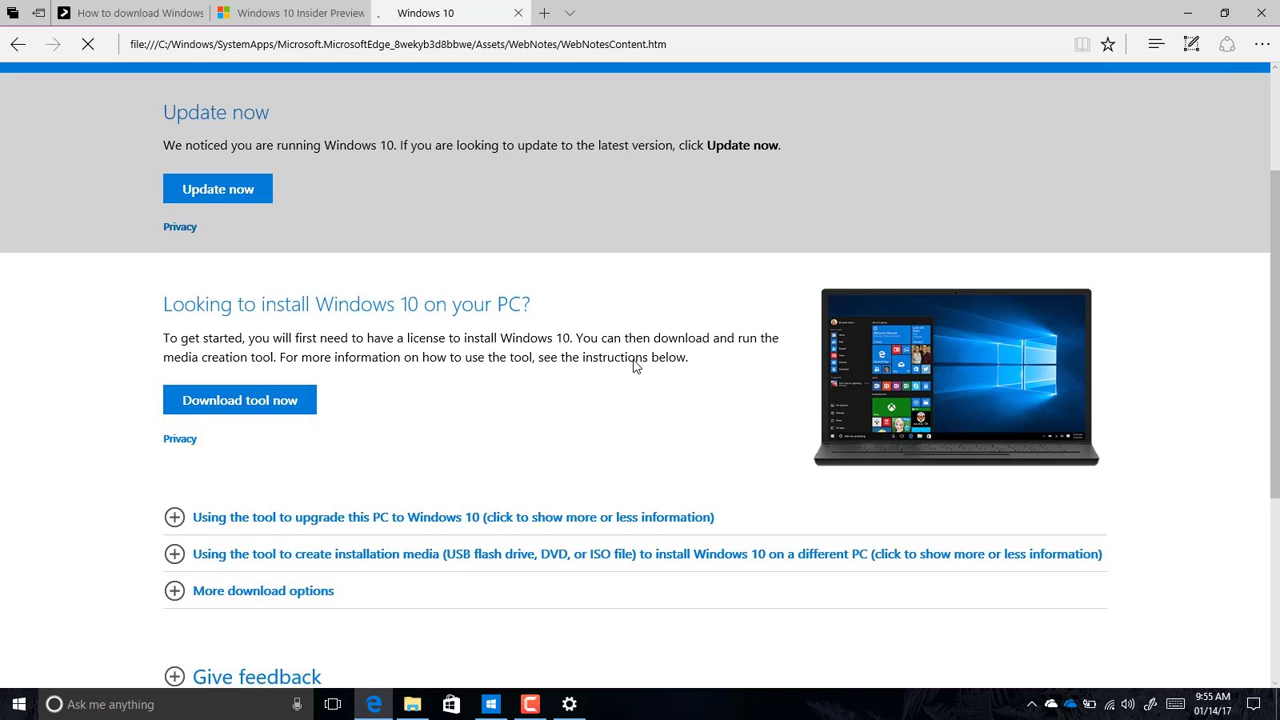 How to download Windows
Windows 10 Insider Preview
Windows 10
file:///C:/Windows/SystemApps/Microsoft.MicrosoftEdge_8wekyb3d8bbwe/Assets/WebNotes/WebNotesContent.htm
Update now
We noticed you are running Windows 10. If you are looking to update to the latest version, click Update now.
Update now
Privacy
Looking to install Windows 10 on your PC?
To get started, you will first need to have a license to install Windows 10. You can then download and run the
media creation tool. For more information on how to use the tool, see the instructions below.
Download tool now
Privacy
Using the tool to upgrade this PC to Windows 10 (click to show more or less information)
Using the tool to create installation media (USB flash drive, DVD, or ISO file) to install Windows 10 on a different PC (click to show more or less information)
More download options
Give feedback
Ask me anything
9:55 AM
01/14/17